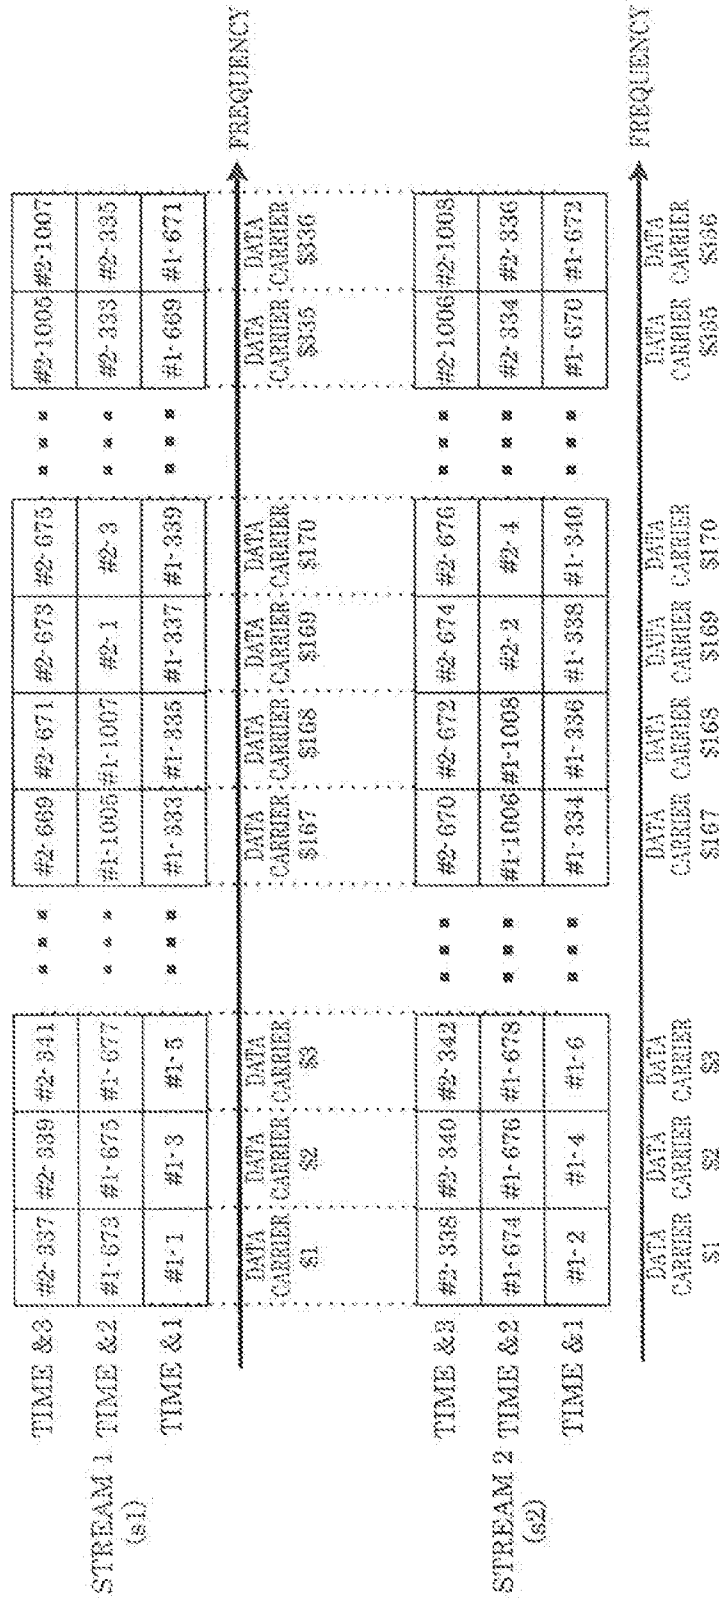 STREAM 1
(s1)
TIME &3 #2-337 #2-339 #2-341 ▪▪▪ #2-669 #2-671 #2-673 #2-675 ▪▪▪ #2-1005 #2-1007
TIME &2 #1-673 #1-675 #1-677 ▪▪▪ #1-1005 #1-1007 #2-1 #2-3 ▪▪▪ #2-333 #2-335
TIME &1 #1-1 #1-3 #1-5 ▪▪▪ #1-333 #1-335 #1-337 #1-339 ▪▪▪ #1-669 #1-671
FREQUENCY
DATA DATA DATA DATA DATA DATA DATA DATA DATA
CARRIER CARRIER CARRIER CARRIER CARRIER CARRIER CARRIER CARRIER CARRIER
$1 $2 $3 $167 $168 $169 $170 $335 $336
STREAM 2
(s2)
TIME &3 #2-338 #2-340 #2-342 ▪▪▪ #2-670 #2-672 #2-674 #2-676 ▪▪▪ #2-1006 #2-1008
TIME &2 #1-674 #1-676 #1-678 ▪▪▪ #1-1006 #1-1008 #2-2 #2-4 ▪▪▪ #2-334 #2-336
TIME &1 #1-2 #1-4 #1-6 ▪▪▪ #1-334 #1-336 #1-338 #1-340 ▪▪▪ #1-670 #1-672
FREQUENCY
DATA DATA DATA DATA DATA DATA DATA DATA DATA
CARRIER CARRIER CARRIER CARRIER CARRIER CARRIER CARRIER CARRIER CARRIER
$1 $2 $3 $167 $168 $169 $170 $335 $336